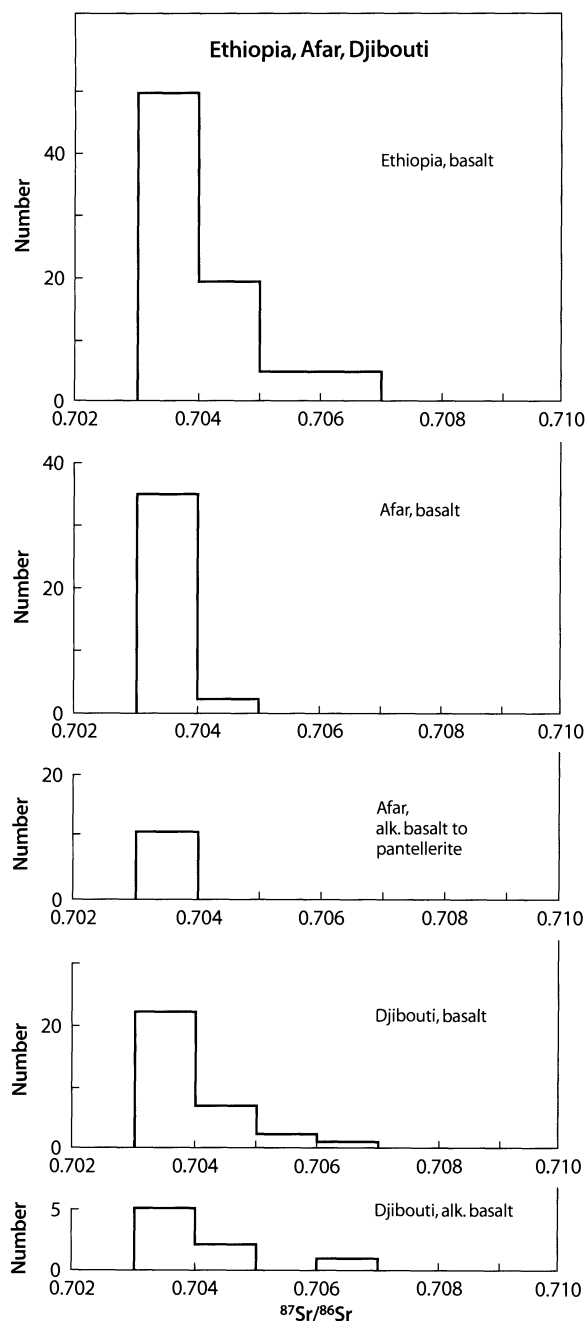 Ethiopia, Afar, Djibouti
Number
40
20
0
Ethiopia, basalt
0.702 0.704 0.706 0.708 0.710
Number
40
20
0
Afar, basalt
0.702 0.704 0.706 0.708 0.710
Number
20
0
Afar,
alk. basalt to
pantellerite
0.702 0.704 0.706 0.708 0.710
Number
20
0
Djibouti, basalt
0.702 0.704 0.706 0.708 0.710
Number
5
0
Djibouti, alk. basalt
0.702 0.704 0.706 0.708 0.710
⁸⁷Sr/⁸⁶Sr